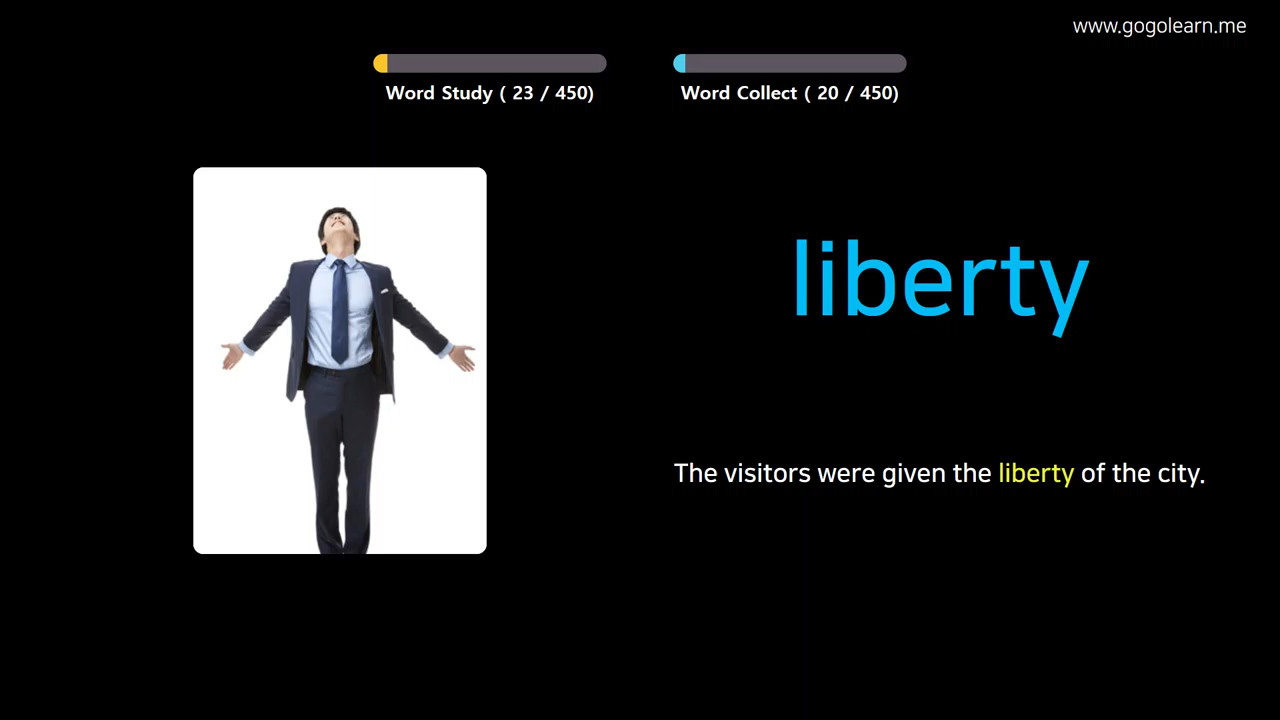 www.gogolearn.me
Word Study ( 23 / 450)
Word Collect ( 20 / 450)
liberty
The visitors were given the liberty of the city.